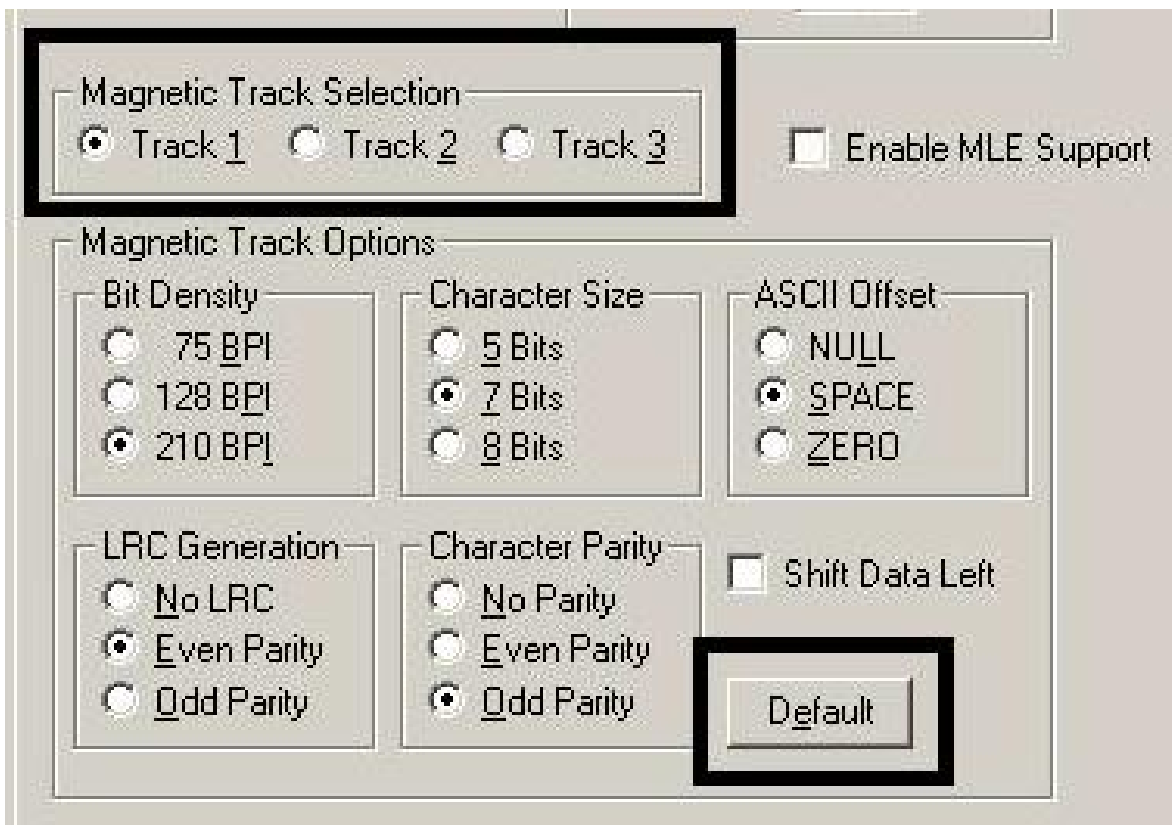 Magnetic Track Selection
Track 1 Track 2 Track 3
Enable MLE Support
Magnetic Track Options
Bit Density
75 BPI
128 BPI
210 BPI
Character Size
5 Bits
7 Bits
8 Bits
ASCII Offset
NULL
SPACE
ZERO
LRC Generation
No LRC
Even Parity
Odd Parity
Character Parity
No Parity
Even Parity
Odd Parity
Shift Data Left
Default